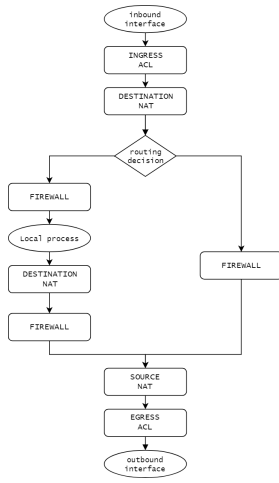 inbound
interface
INGRESS
ACL
DESTINATION
NAT
routing
decision
FIREWALL
Local process
DESTINATION
NAT
FIREWALL
FIREWALL
SOURCE
NAT
EGRESS
ACL
outbound
interface